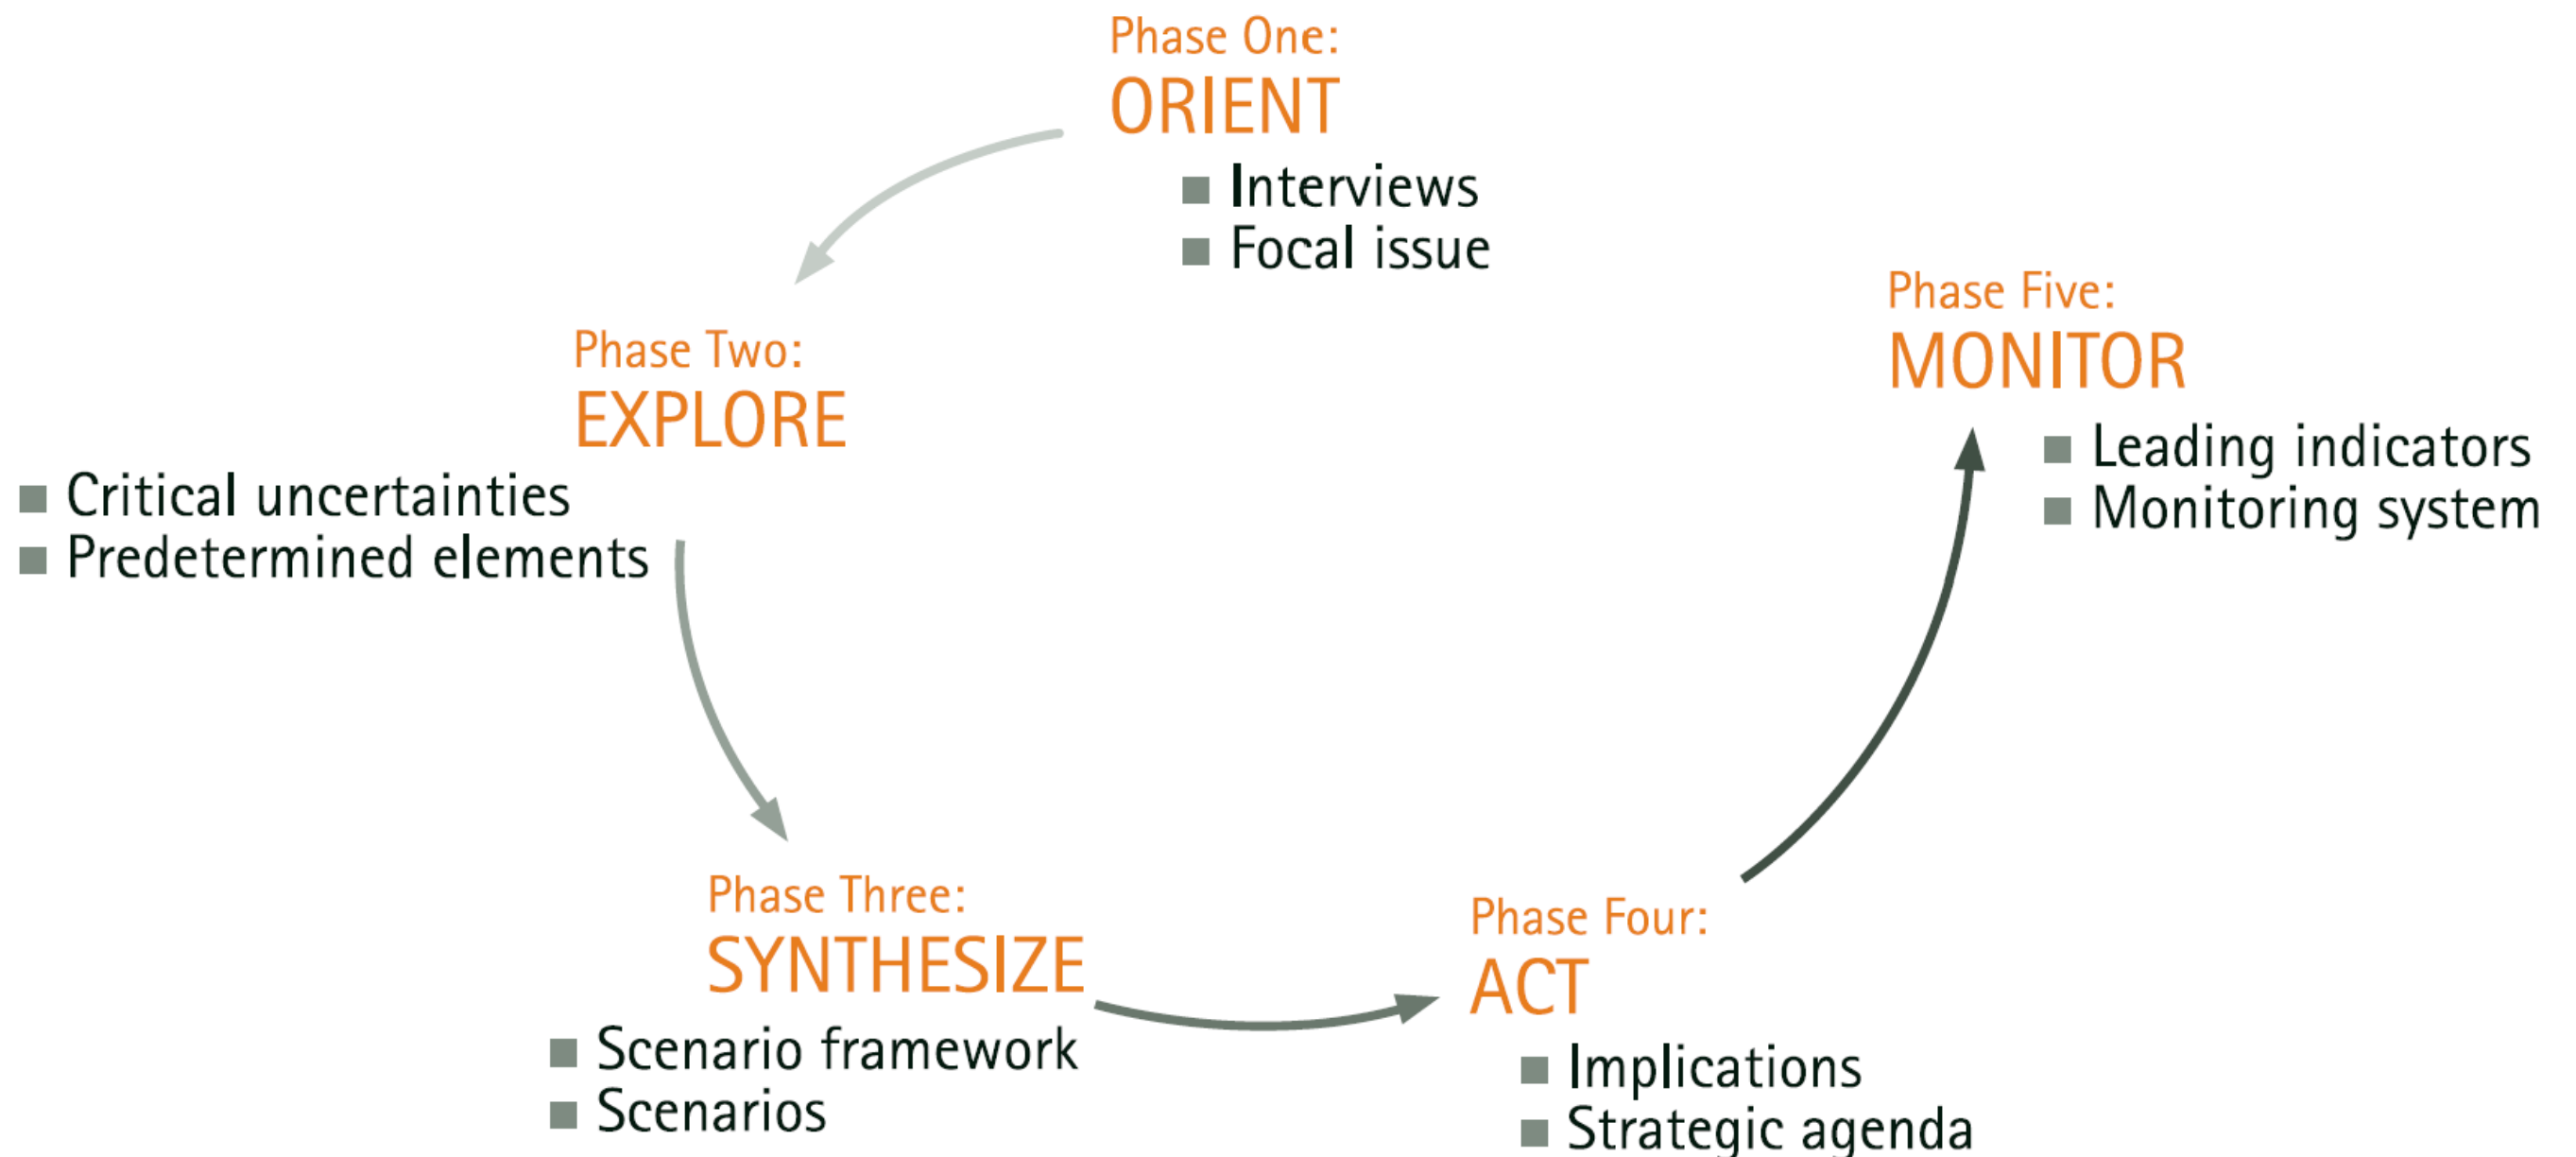 Phase One:
ORIENT
■ Interviews
■ Focal issue
Phase Two:
EXPLORE
■ Critical uncertainties
■ Predetermined elements
Phase Three:
SYNTHESIZE
■ Scenario framework
■ Scenarios
Phase Four:
ACT
■ Implications
■ Strategic agenda
Phase Five:
MONITOR
■ Leading indicators
■ Monitoring system